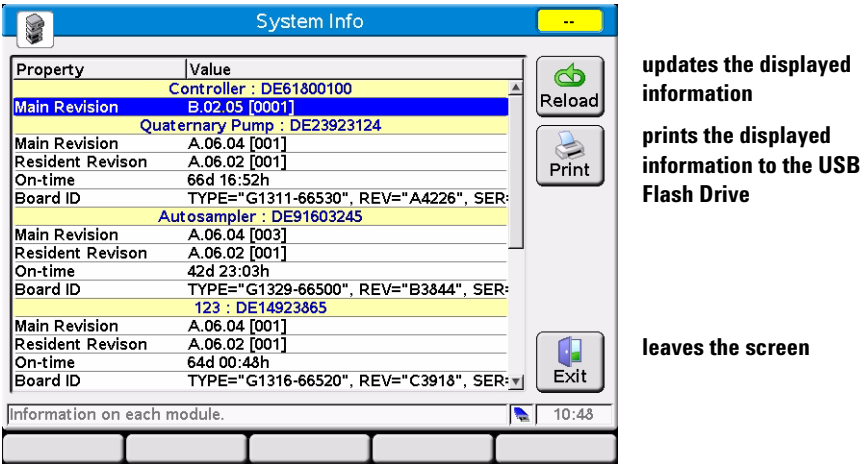 System Info
--
Property Value
Controller : DE61800100
Main Revision B.02.05 [0001]
Quaternary Pump : DE23923124
Main Revision A.06.04 [001]
Resident Revison A.06.02 [001]
On-time 66d 16:52h
Board ID TYPE="G1311-66530", REV="A4226", SER=
Autosampler : DE91603245
Main Revision A.06.04 [003]
Resident Revison A.06.02 [001]
On-time 42d 23:03h
Board ID TYPE="G1329-66500", REV="B3844", SER=
123 : DE14923865
Main Revision A.06.04 [001]
Resident Revison A.06.02 [001]
On-time 64d 00:48h
Board ID TYPE="G1316-66520", REV="C3918", SER=
Reload
Print
Exit
Information on each module.
10:48
updates the displayed
information
prints the displayed
information to the USB
Flash Drive
leaves the screen